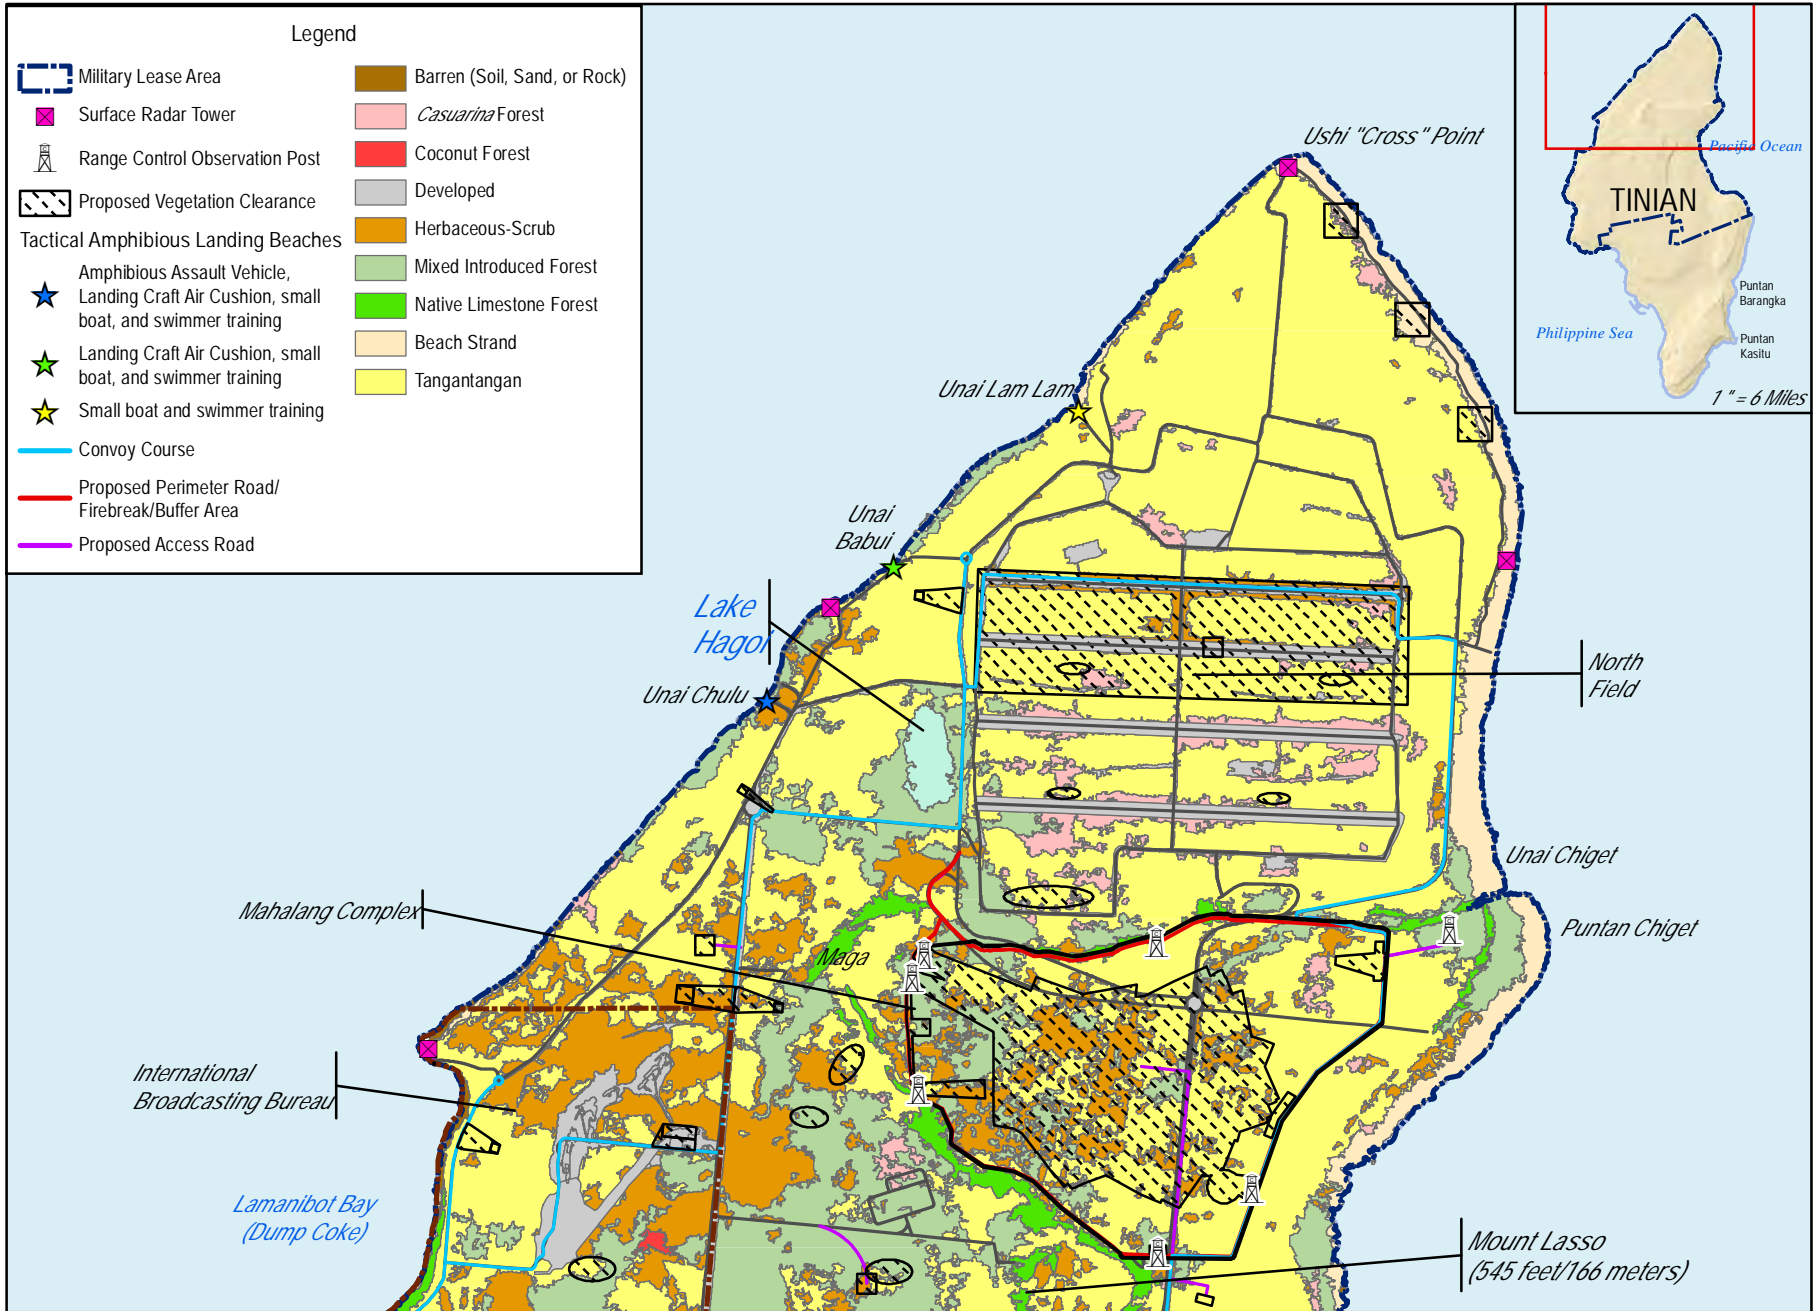 Legend
Military Lease Area
Surface Radar Tower
Range Control Observation Post
Proposed Vegetation Clearance
Tactical Amphibious Landing Beaches
Amphibious Assault Vehicle,
Landing Craft Air Cushion, small
boat, and swimmer training
Landing Craft Air Cushion, small
boat, and swimmer training
Small boat and swimmer training
Convoy Course
Proposed Perimeter Road/
Firebreak/Buffer Area
Proposed Access Road
Barren (Soil, Sand, or Rock)
Casuarina Forest
Coconut Forest
Developed
Herbaceous-Scrub
Mixed Introduced Forest
Native Limestone Forest
Beach Strand
Tangantangan
Pacific Ocean
TINIAN
Puntan
Barangka
Philippine Sea
Puntan
Kasitu
1 " = 6 Miles
Ushi "Cross" Point
Unai Lam Lam
Unai
Babui
Lake
Hagoi
Unai Chulu
North
Field
Unai Chiget
Puntan Chiget
Mahalang Complex
Maga
International
Broadcasting Bureau
Lamanibot Bay
(Dump Coke)
Mount Lasso
(545 feet/166 meters)